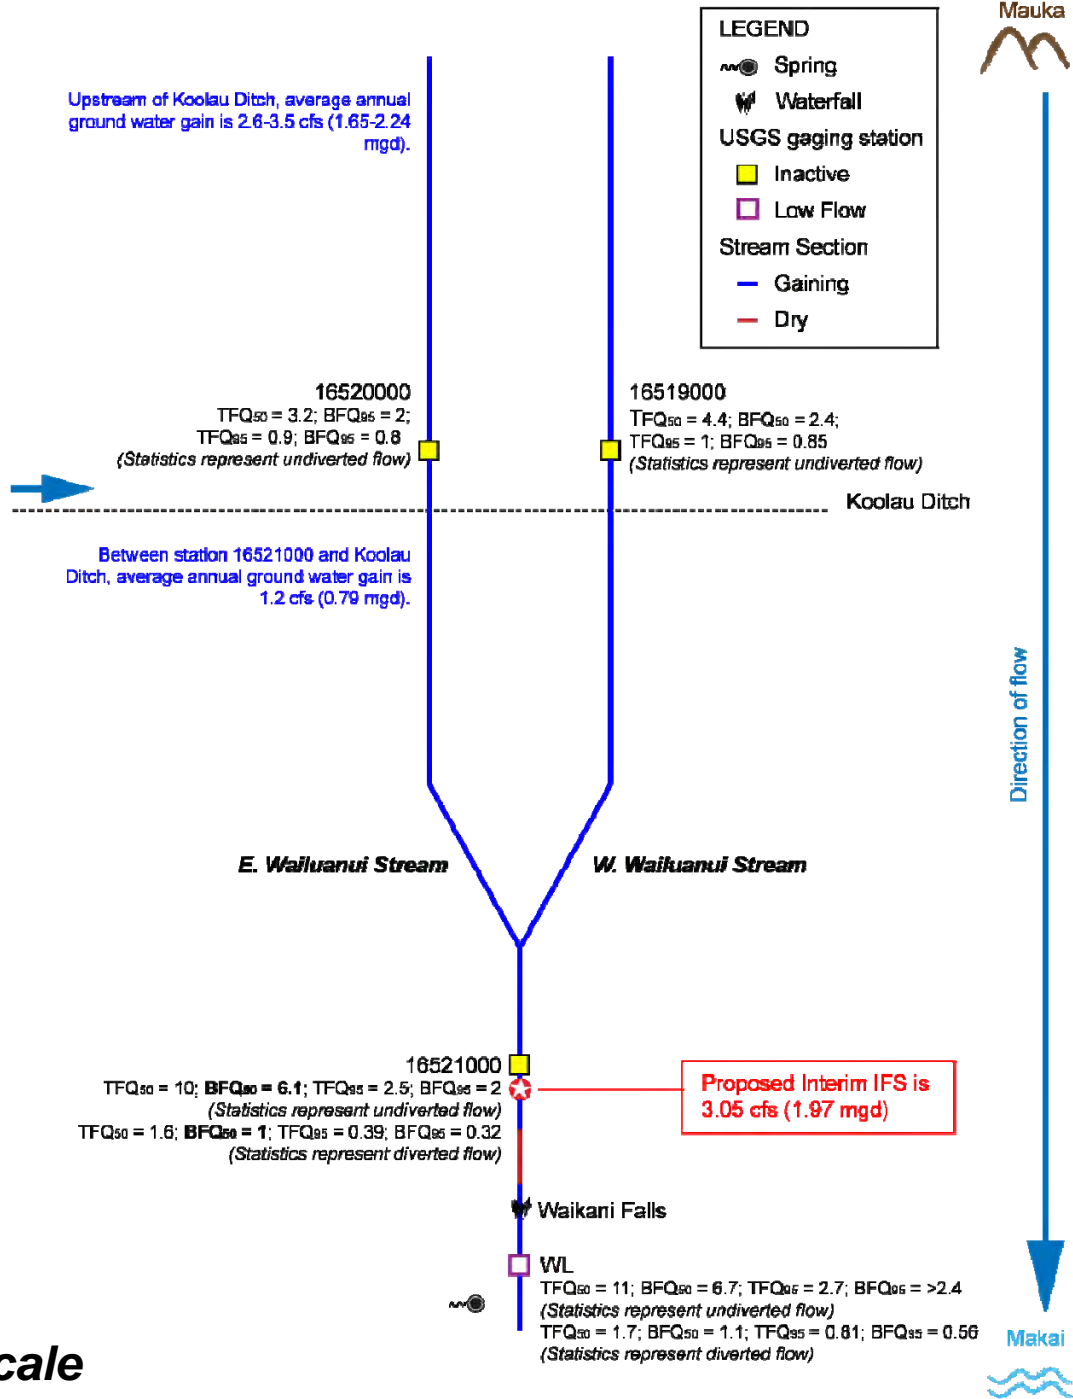 Mauka
LEGEND
Spring
Waterfall
USGS gaging station
Inactive
Low Flow
Stream Section
Gaining
Dry
Upstream of Koolau Ditch, average annual
ground water gain is 2.6-3.5 cfs (1.65-2.24
mgd).
16520000
TFQ50 = 3.2; BFQ95 = 2;
TFQ95 = 0.9; BFQ95 = 0.8
(Statistics represent undiverted flow)
16519000
TFQ50 = 4.4; BFQ50 = 2.4;
TFQ95 = 1; BFQ95 = 0.85
(Statistics represent undiverted flow)
Koolau Ditch
Between station 16521000 and Koolau
Ditch, average annual ground water gain is
1.2 cfs (0.79 mgd).
Direction of flow
E. Wailuanui Stream
W. Wailuanui Stream
16521000
TFQ50 = 10; BFQ50 = 6.1; TFQ95 = 2.5; BFQ95 = 2
(Statistics represent undiverted flow)
TFQ50 = 1.6; BFQ50 = 1; TFQ95 = 0.39; BFQ95 = 0.32
(Statistics represent diverted flow)
Proposed Interim IFS is
3.05 cfs (1.97 mgd)
Waikani Falls
WL
TFQ50 = 11; BFQ50 = 6.7; TFQ95 = 2.7; BFQ95 = >2.4
(Statistics represent undiverted flow)
TFQ50 = 1.7; BFQ50 = 1.1; TFQ95 = 0.61; BFQ95 = 0.56
(Statistics represent diverted flow)
Makai
cale